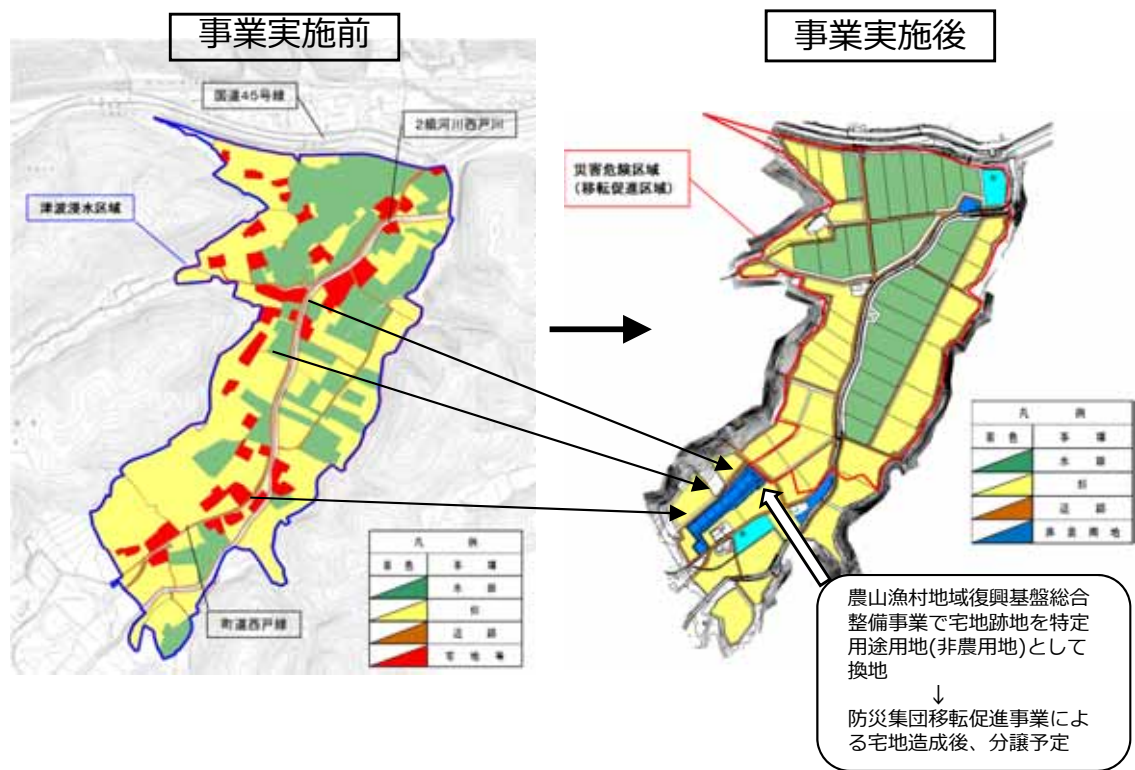 事業実施前
事業実施後
国道45号線
2級河川西戸川
津波浸水区域
町道西戸線
凡例
着色
水田
畑
道路
宅地等
災害危険区域
(移転促進区域)
凡例
着色
水田
畑
道路
非農用地
農山漁村地域復興基盤総合
整備事業で宅地跡地を特定
用途用地(非農用地)として
換地
↓
防災集団移転促進事業によ
る宅地造成後、分譲予定